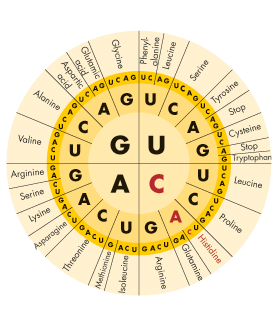 G U
A C
U
C
A
G
U
C
A
G
U
C
A
G
U
C
A
G
Phenyl-
alanine
Leucine
Serine
Tyrosine
Stop
Cysteine
Stop
Tryptophan
Leucine
Proline
Histidine
Glutamine
Arginine
Isoleucine
Methionine
Threonine
Asparagine
Lysine
Serine
Arginine
Valine
Alanine
Aspartic
acid
Glutamic
acid
Glycine